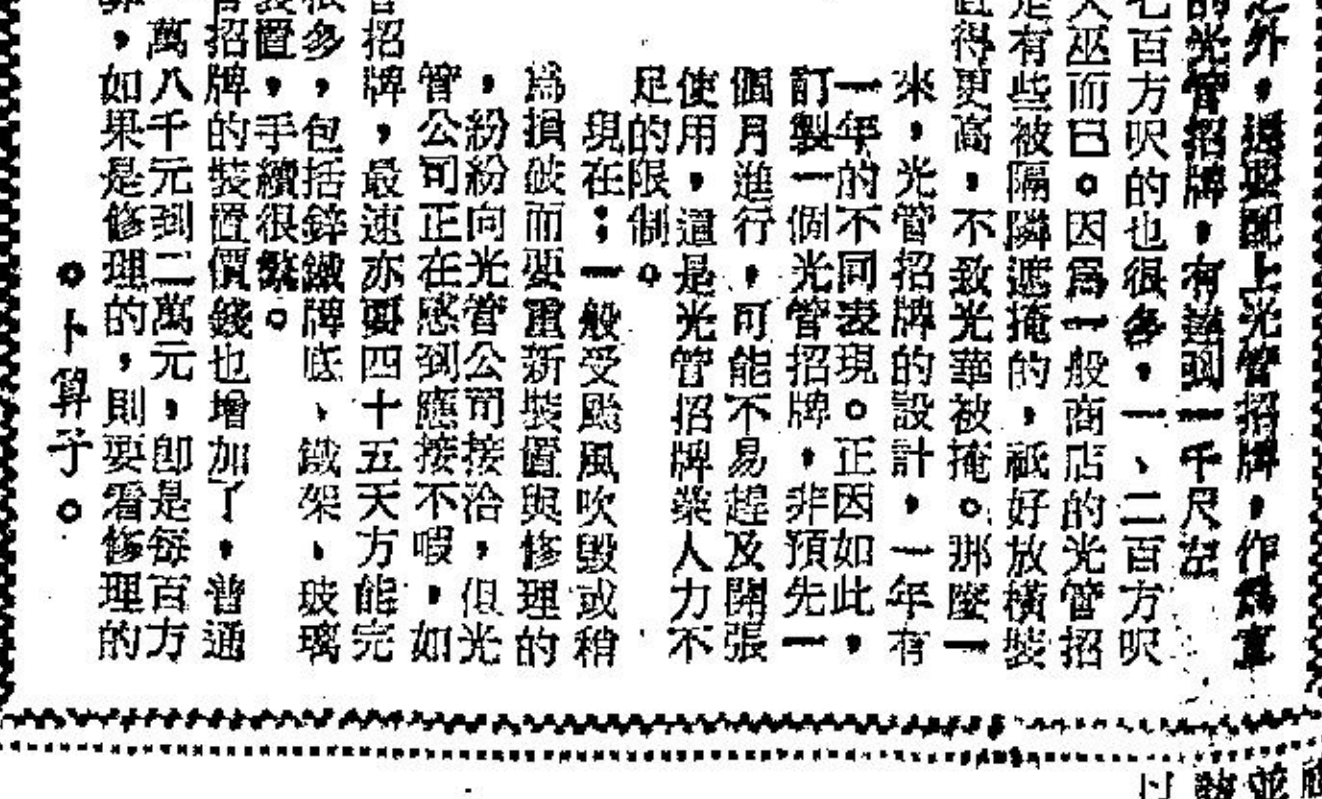 之外，還要配上光管招牌，作爲宣
的光管招牌，有達到一千尺左
七百方呎的也很多，一、二百方呎
大巫而已。因爲一般商店的光管招
是有些被隔隣遮掩的，祇好放橫裝
直得更高，不致光華被掩。那麼一
來，光管招牌的設計，一年有
一年的不同表現。正因如此，
訂製一個光管招牌，非預先一
個月進行，可能不易趕及開張
使用，這是光管招牌業人力不
足的限制。
現在：一般受颱風吹毀或稍
爲損破而要重新裝置與修理的
，紛紛向光管公司接洽，但光
管公司正在感到應接不暇，如
招牌，最速亦要四十五天方能完
很多，包括鋅鐵牌底、鐵架、玻璃
裝置，手續很繁。
招牌的裝置價錢也增加了，普通
萬八千元到二萬元，卽是每百方
算，如果是修理的，則要看修理的
。卜算子。